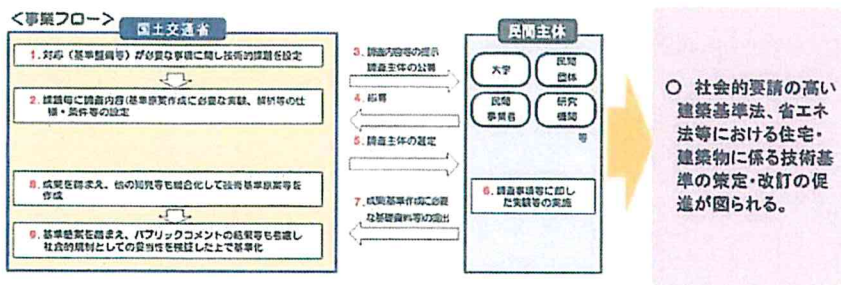 ＜事業フロー＞
国土交通省
1. 対応（基準整備等）が必要な事項に関し技術的課題を設定
2. 課題毎に調査内容(基準原案作成に必要な実験、解析等の仕
様・条件等の設定
8. 成果を踏まえ、他の知見等も総合化して技術基準原案等を
作成
9. 基準原案を踏まえ、パブリックコメントの結果等も考慮し
社会的規制としての妥当性を検証した上で基準化
3. 調査内容等の提示
調査主体の公募
4. 応募
5. 調査主体の選定
7. 成果(基準作成に必要
な基礎資料等)の提出
民間主体
大学
民間
団体
民間
事業者
研究
機関
等
6. 調査事項等に即し
た実験等の実施
○ 社会的要請の高い
建築基準法、省エネ
法等における住宅・
建築物に係る技術基
準の策定・改訂の促
進が図られる。